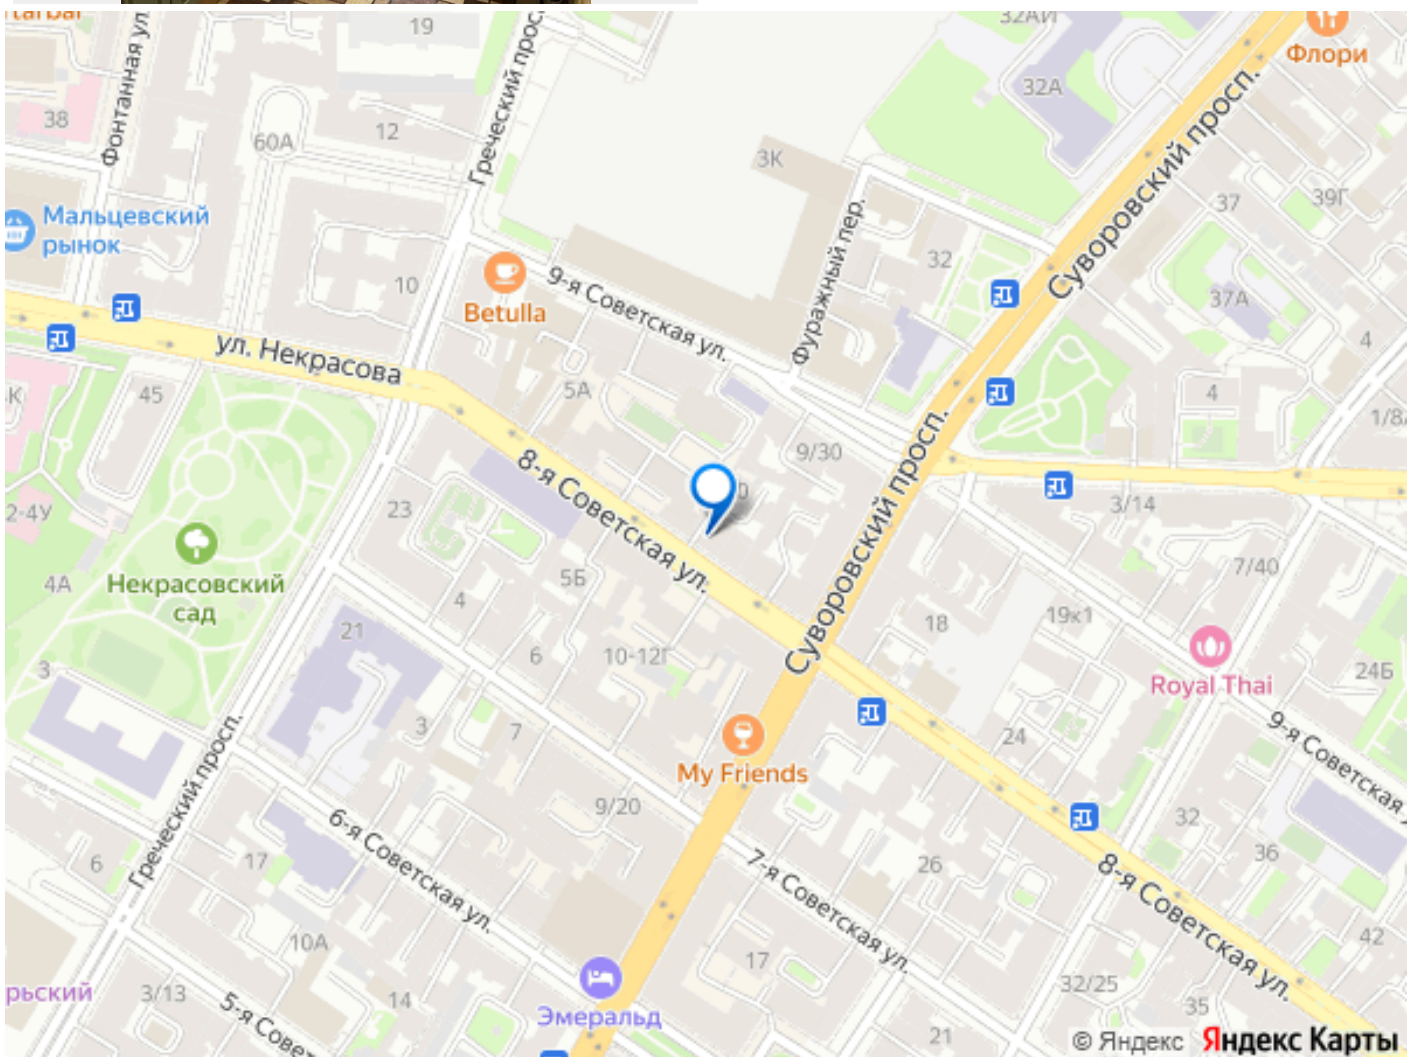 19
32А
Флори
38
Фонтанная ул.
60А
12
Греческий просп.
3К
Суворовский просп.
37
39Г
Мальцевский
рынок
10
Betulla
9-я Советская ул.
Фуражный пер.
32
37А
4
ул. Некрасова
45
5А
4
9/30
23
8-я Советская ул.
Суворовский просп.
3/14
2-4У
4А
Некрасовский
сад
5Б
4
7/40
21
6
10-12Г
18
19к1
Royal Thai
24Б
3
3
7
My Friends
24
9-я Советская
Греческий просп.
9/20
32
6
17
6-я Советская ул.
7-я Советская ул.
26
36
8-я Советская ул.
10А
17
42
рьский
3/13
5-я Сове
14
Эмеральд
32/25
35
21
© Яндекс Яндекс Карты